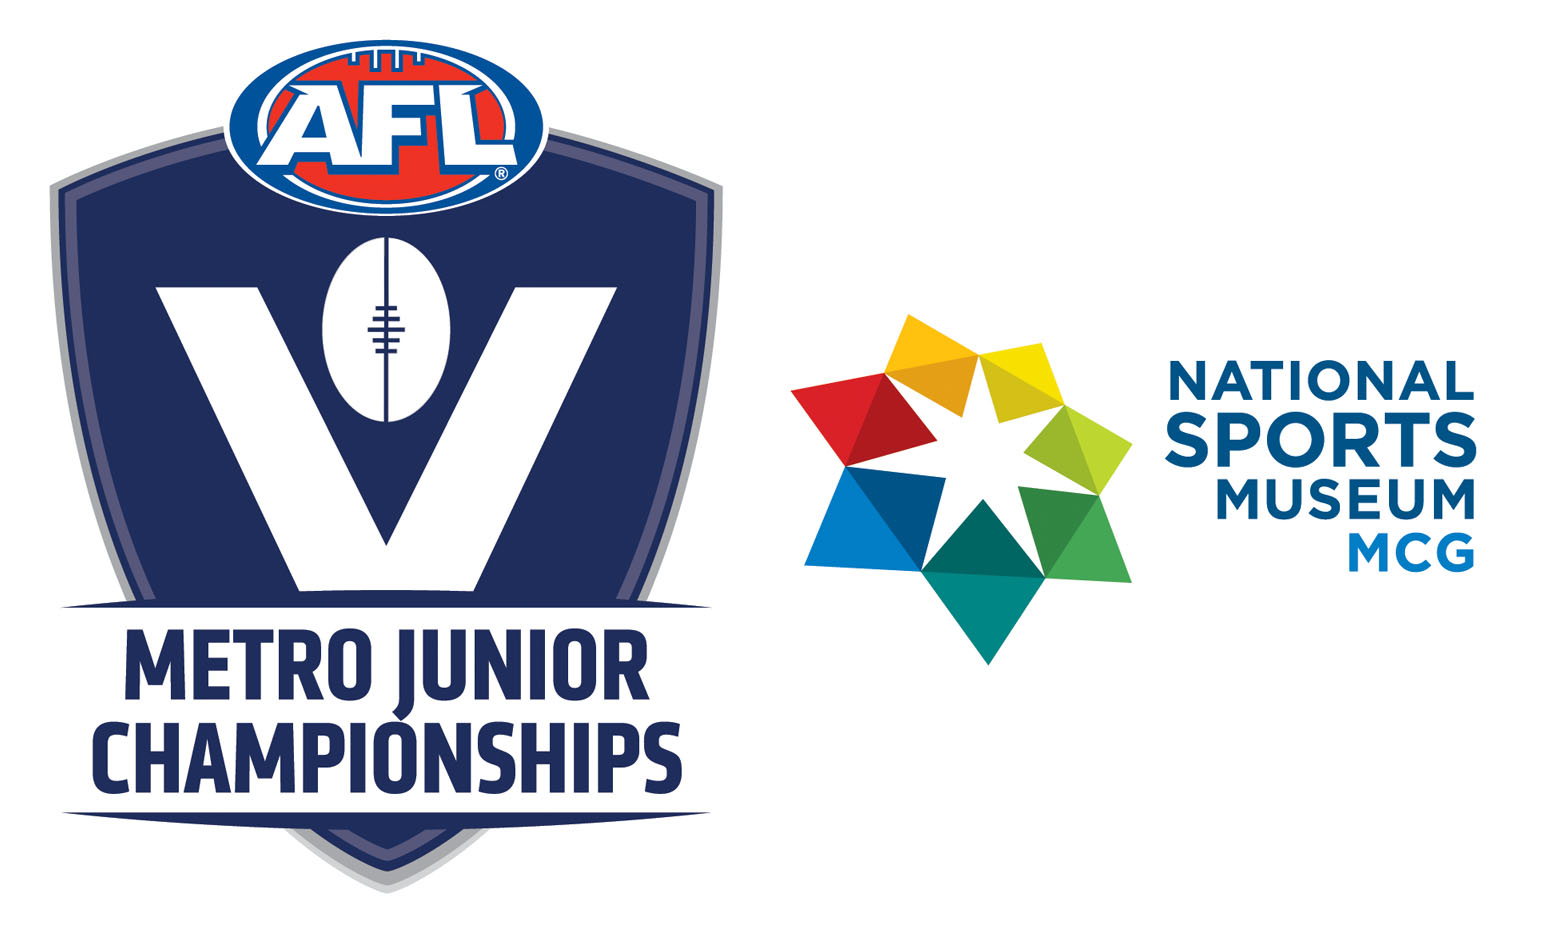 AFL
®
V
METRO JUNIOR
CHAMPIONSHIPS
NATIONAL
SPORTS
MUSEUM
MCG